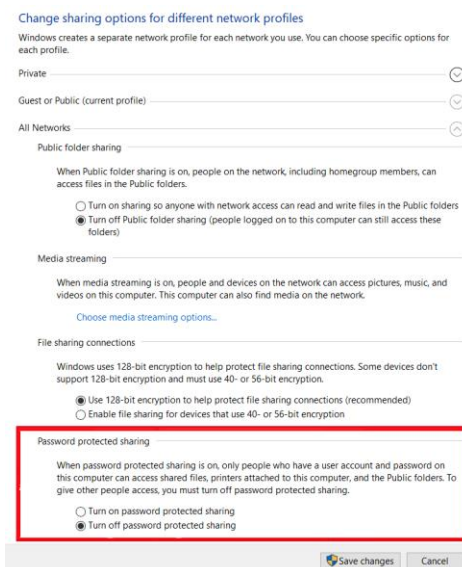 Change sharing options for different network profiles
Windows creates a separate network profile for each network you use. You can choose specific options for
each profile.
Private
Guest or Public (current profile)
All Networks
Public folder sharing
When Public folder sharing is on, people on the network, including homegroup members, can
access files in the Public folders.
Turn on sharing so anyone with network access can read and write files in the Public folders
Turn off Public folder sharing (people logged on to this computer can still access these
folders)
Media streaming
When media streaming is on, people and devices on the network can access pictures, music, and
videos on this computer. This computer can also find media on the network.
Choose media streaming options...
File sharing connections
Windows uses 128-bit encryption to help protect file sharing connections. Some devices don't
support 128-bit encryption and must use 40- or 56-bit encryption.
Use 128-bit encryption to help protect file sharing connections (recommended)
Enable file sharing for devices that use 40- or 56-bit encryption
Password protected sharing
When password protected sharing is on, only people who have a user account and password on
this computer can access shared files, printers attached to this computer, and the Public folders. To
give other people access, you must turn off password protected sharing.
Turn on password protected sharing
Turn off password protected sharing
Save changes Cancel